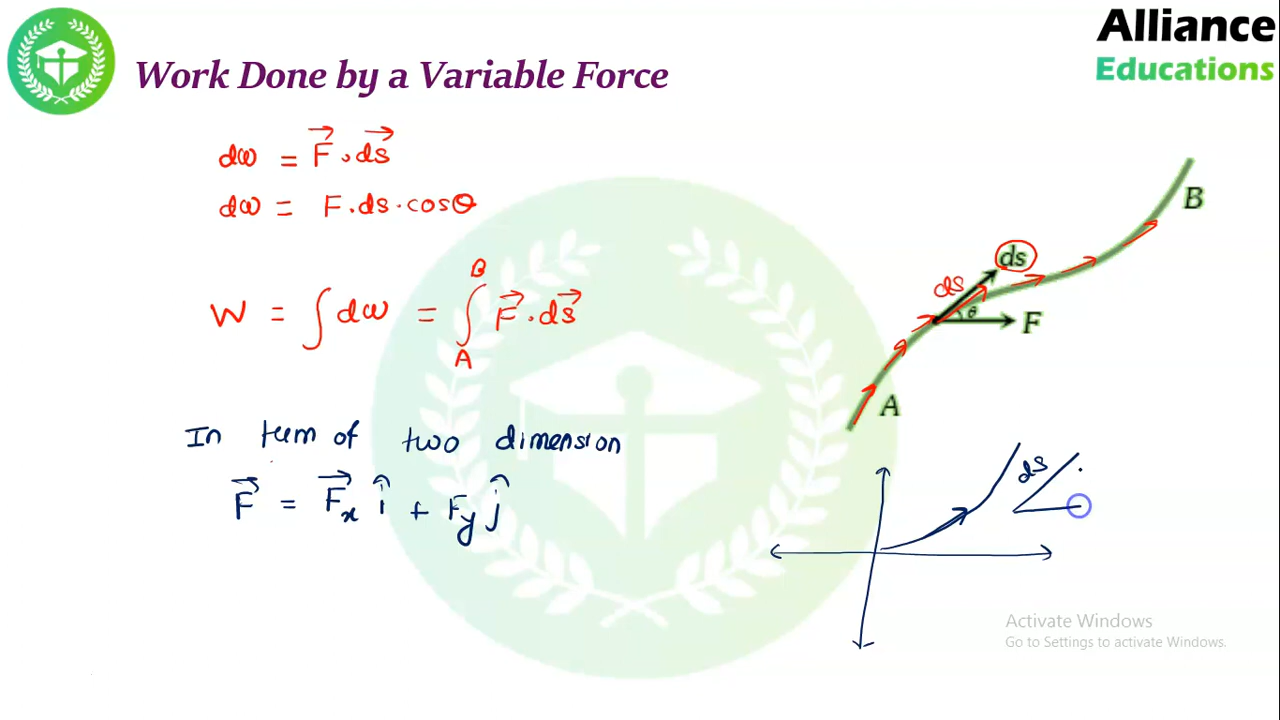 Alliance
Educations
Work Done by a Variable Force
dω = F⃗ . ds⃗
dω = F . ds . cosθ
W = ∫ dω = ∫_A^B F⃗ . ds⃗
In term of two dimension
F⃗ = F⃗ₓ î + F_y ĵ
B
ds
ds
θ
F
A
ds
Activate Windows
Go to Settings to activate Windows.